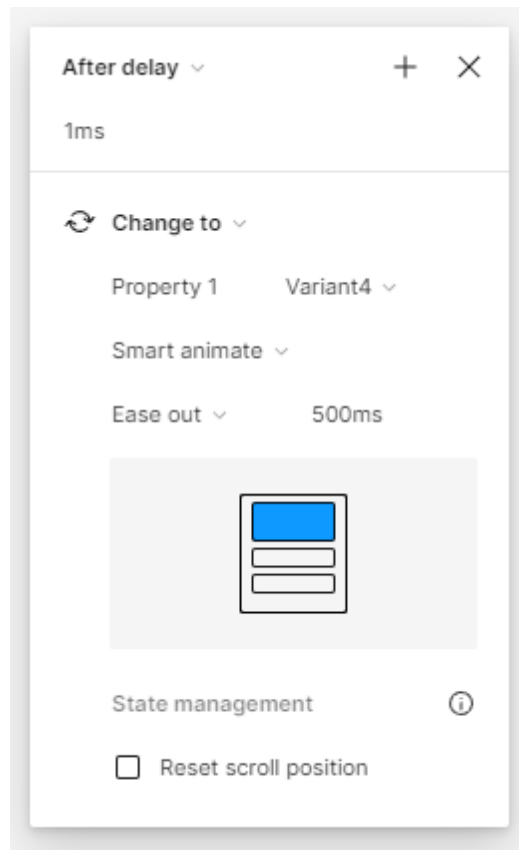 After delay
1ms
Change to
Property 1 Variant4
Smart animate
Ease out 500ms
State management
Reset scroll position